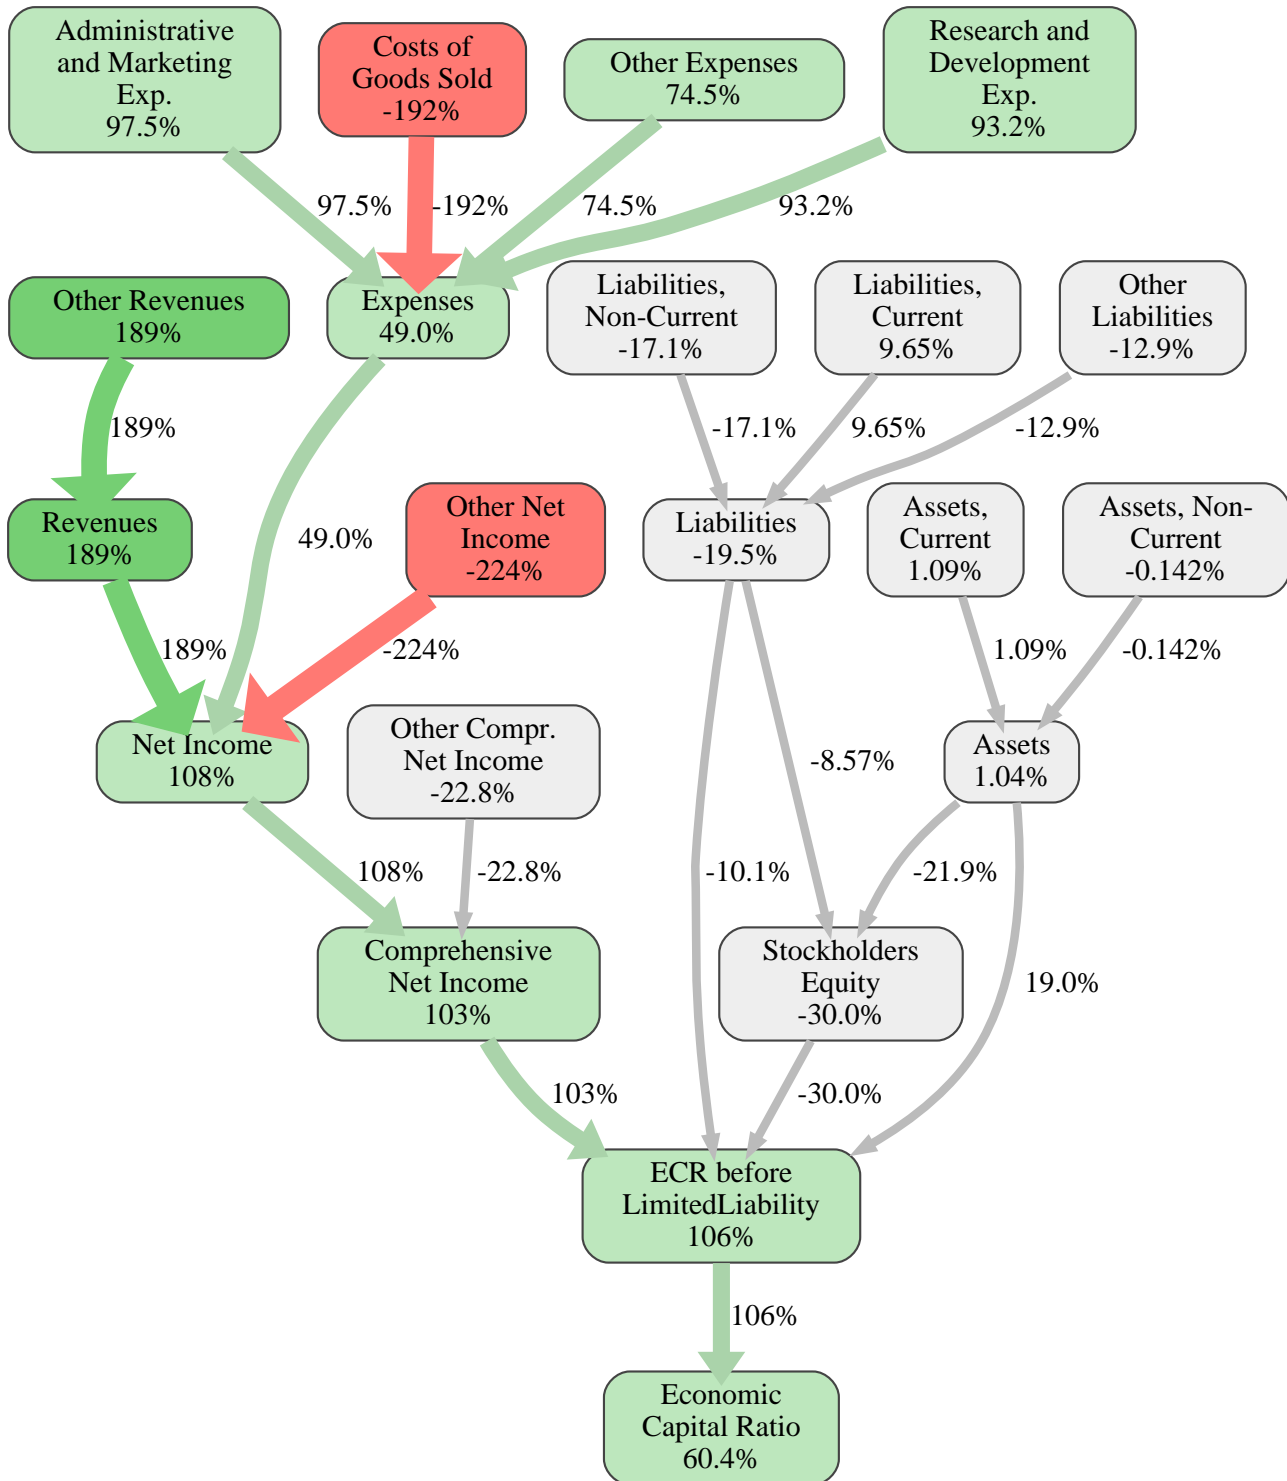 Administrative
and Marketing
Exp.
97.5%
Costs of
Goods Sold
-192%
Other Expenses
74.5%
Research and
Development
Exp.
93.2%
97.5%
-192%
74.5%
93.2%
Other Revenues
189%
Expenses
49.0%
Liabilities,
Non-Current
-17.1%
Liabilities,
Current
9.65%
Other
Liabilities
-12.9%
189%
-17.1%
9.65%
-12.9%
Revenues
189%
49.0%
Other Net
Income
-224%
Liabilities
-19.5%
Assets,
Current
1.09%
Assets, Non-
Current
-0.142%
189%
-224%
1.09%
-0.142%
Net Income
108%
Other Compr.
Net Income
-22.8%
-8.57%
Assets
1.04%
108%
-22.8%
-10.1%
-21.9%
Comprehensive
Net Income
103%
Stockholders
Equity
-30.0%
19.0%
103%
-30.0%
ECR before
LimitedLiability
106%
106%
Economic
Capital Ratio
60.4%